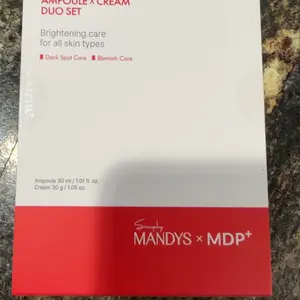 AMPOULE x CREAM
DUO SET
Brightening care
for all skin types
Dark Spot Care Blemish Care
Ampoule 30 ml / 1.01 fl. oz.
Cream 30 g / 1.05 oz.
Simply
MANDYS × MDP+